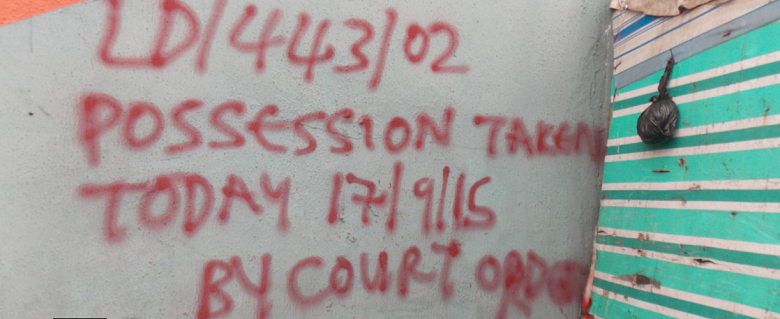 LD/443/02
POSSESSION TAKEN
TODAY 17/9/15
BY COURT ORDER